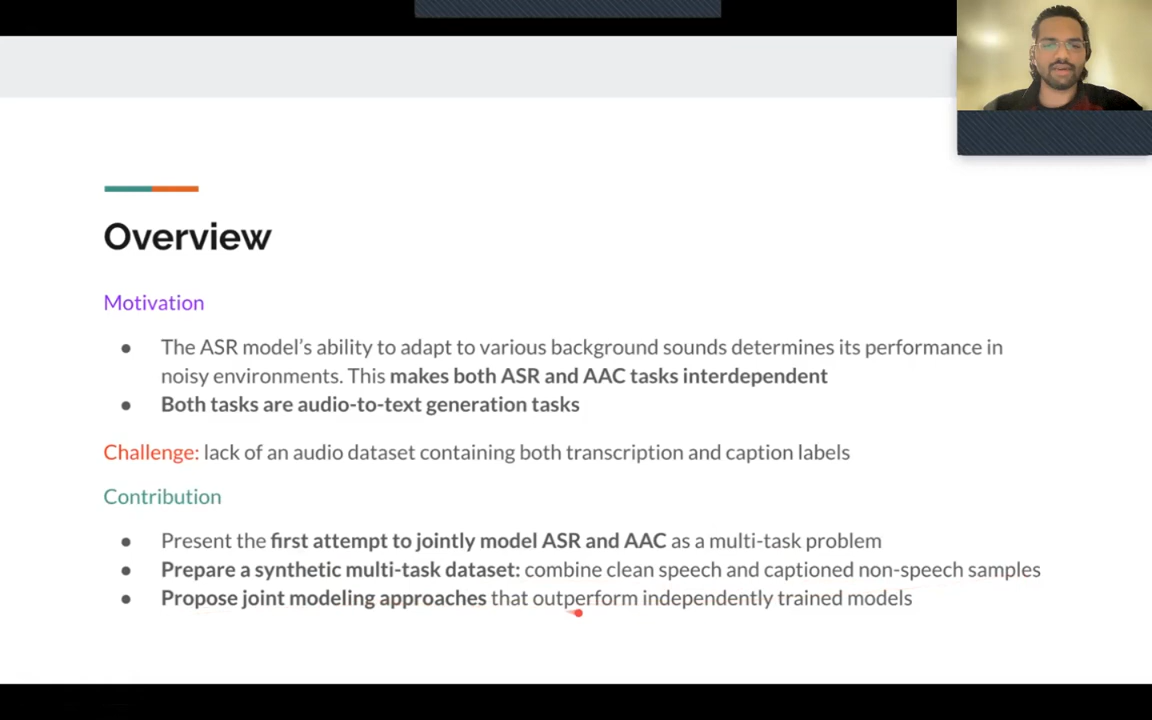 Overview
Motivation
● The ASR model's ability to adapt to various background sounds determines its performance in
noisy environments. This makes both ASR and AAC tasks interdependent
● Both tasks are audio-to-text generation tasks
Challenge: lack of an audio dataset containing both transcription and caption labels
Contribution
● Present the first attempt to jointly model ASR and AAC as a multi-task problem
● Prepare a synthetic multi-task dataset: combine clean speech and captioned non-speech samples
● Propose joint modeling approaches that outperform independently trained models